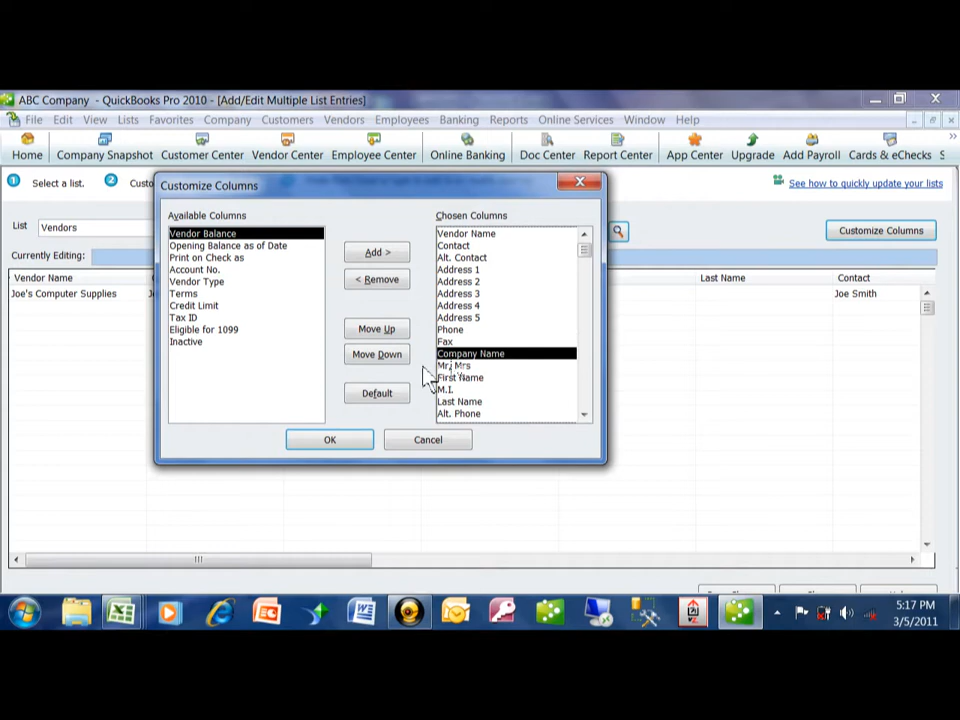 ABC Company - QuickBooks Pro 2010 - [Add/Edit Multiple List Entries]
File Edit View Lists Favorites Company Customers Vendors Employees Banking Reports Online Services Window Help
Home Company Snapshot Customer Center Vendor Center Employee Center Online Banking Doc Center Report Center App Center Upgrade Add Payroll Cards & eChecks
1 Select a list. 2 Custo
See how to quickly update your lists
List Vendors
Customize Columns
Currently Editing:
Vendor Name Last Name Contact
Joe's Computer Supplies Joe Smith
Customize Columns
Available Columns
Vendor Balance
Opening Balance as of Date
Print on Check as
Account No.
Vendor Type
Terms
Credit Limit
Tax ID
Eligible for 1099
Inactive
Add >
< Remove
Move Up
Move Down
Default
Chosen Columns
Vendor Name
Contact
Alt. Contact
Address 1
Address 2
Address 3
Address 4
Address 5
Phone
Fax
Company Name
Mr/Mrs
First Name
M.I.
Last Name
Alt. Phone
OK
Cancel
5:17 PM
3/5/2011